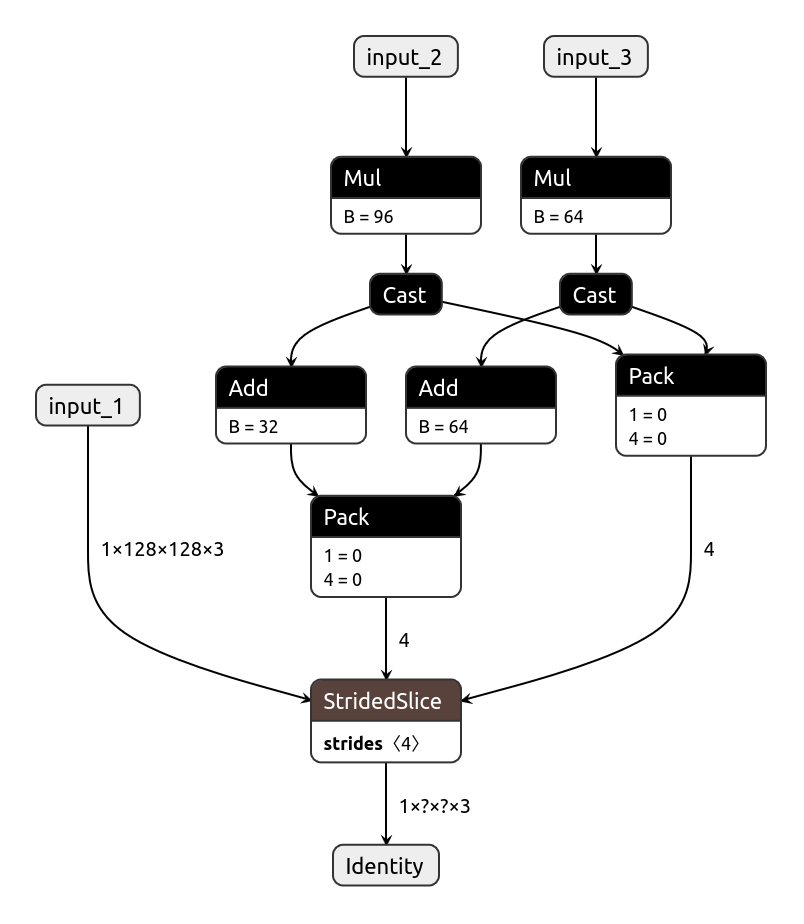 input_2
input_3
Mul
B = 96
Mul
B = 64
Cast
Cast
Add
B = 32
Add
B = 64
Pack
1 = 0
4 = 0
input_1
Pack
1 = 0
4 = 0
1×128×128×3
4
4
StridedSlice
strides 〈4〉
1×?×?×3
Identity